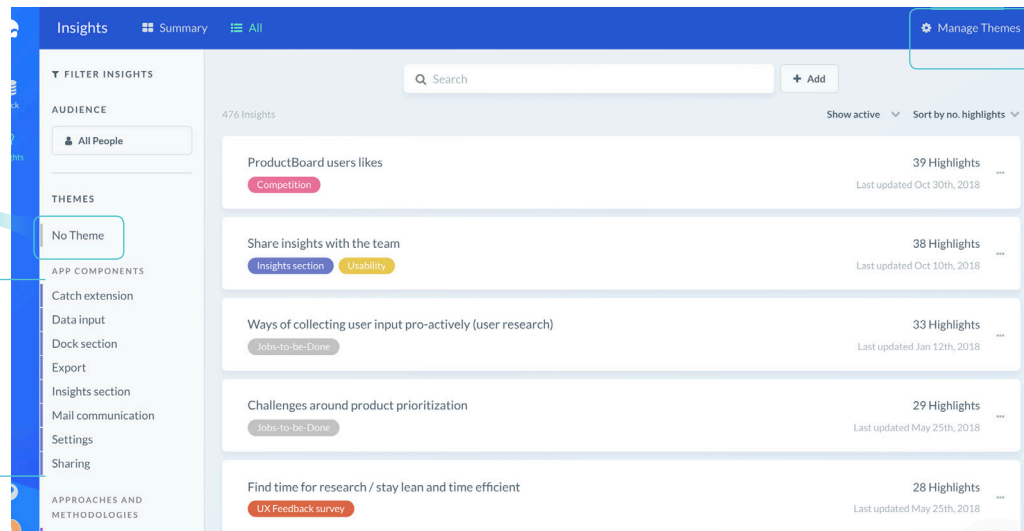 Insights
Summary
All
Manage Themes
FILTER INSIGHTS
AUDIENCE
All People
THEMES
No Theme
APP COMPONENTS
Catch extension
Data input
Dock section
Export
Insights section
Mail communication
Settings
Sharing
APPROACHES AND
METHODOLOGIES
Search
+ Add
476 Insights
Show active
Sort by no. highlights
ProductBoard users likes
39 Highlights
Competition
Last updated Oct 30th, 2018
Share insights with the team
38 Highlights
Insights section Usability
Last updated Oct 10th, 2018
Ways of collecting user input pro-actively (user research)
33 Highlights
Jobs-to-be-Done
Last updated Jan 12th, 2018
Challenges around product prioritization
29 Highlights
Jobs-to-be-Done
Last updated May 25th, 2018
Find time for research / stay lean and time efficient
28 Highlights
UX Feedback survey
Last updated May 25th, 2018